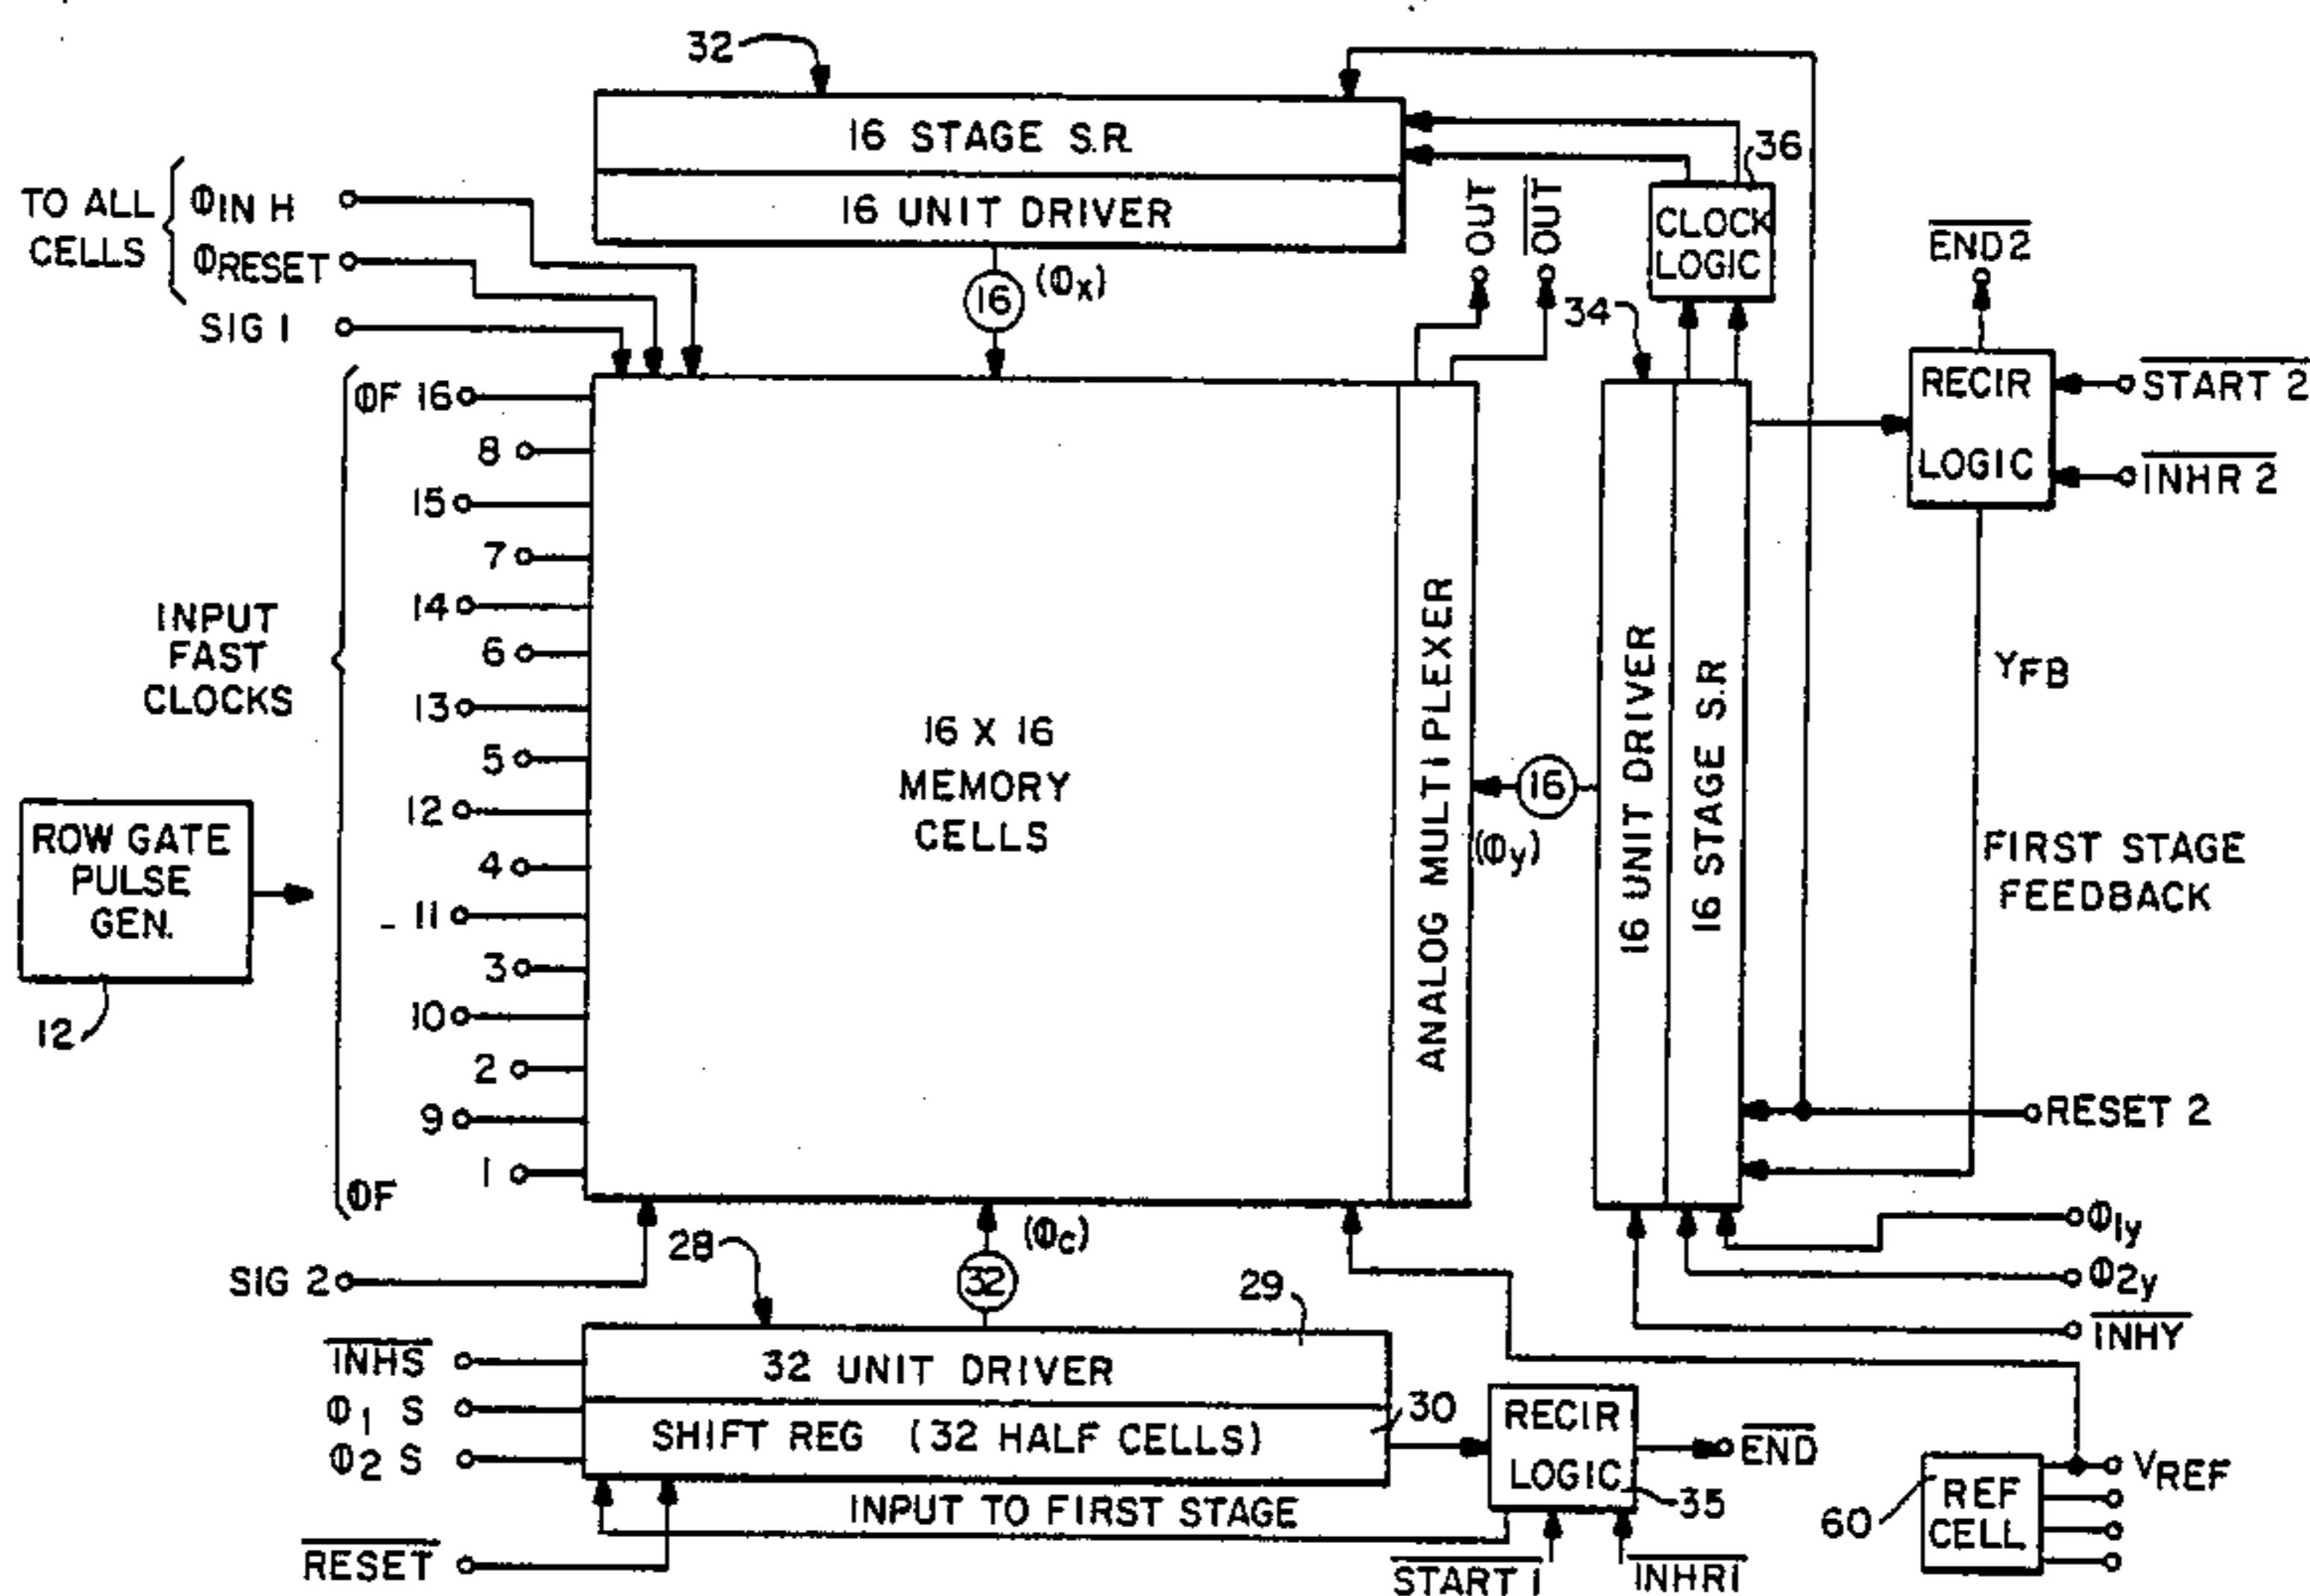 32
16 STAGE S.R.
16 UNIT DRIVER
TO ALL
CELLS
ΦIN H
ΦRESET
SIG 1
16
(Φx)
OUT
OUT
36
CLOCK
LOGIC
34
END2
RECIR
LOGIC
START 2
INHR 2
ΦF 16
8
15
7
14
6
13
5
12
4
11
3
10
2
9
1
ΦF
INPUT
FAST
CLOCKS
ROW GATE
PULSE
GEN.
12
16 X 16
MEMORY
CELLS
ANALOG MULTIPLEXER
16
(Φy)
16 UNIT DRIVER
16 STAGE S.R
YFB
FIRST STAGE
FEEDBACK
RESET 2
Φ1y
Φ2y
INHY
SIG 2
28
(Φc)
32
29
INHS
Φ1 S
Φ2 S
32 UNIT DRIVER
SHIFT REG (32 HALF CELLS)
30
RECIR
LOGIC
35
END
INPUT TO FIRST STAGE
RESET
START 1
INHR1
60
REF
CELL
VREF